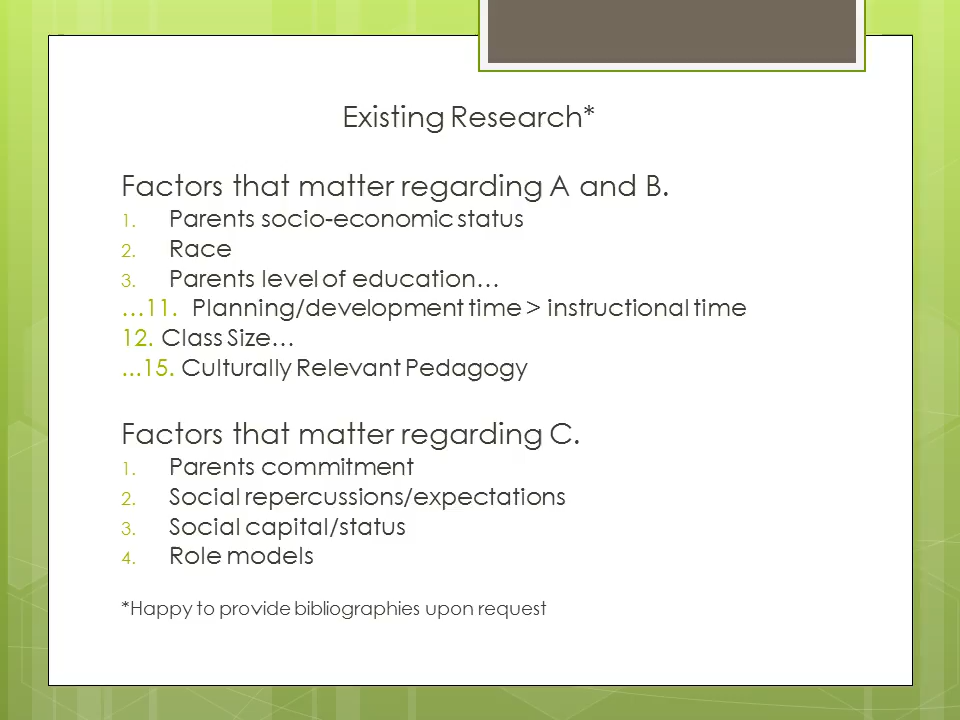 Existing Research*
Factors that matter regarding A and B.
1. Parents socio-economic status
2. Race
3. Parents level of education…
…11. Planning/development time > instructional time
12. Class Size…
...15. Culturally Relevant Pedagogy
Factors that matter regarding C.
1. Parents commitment
2. Social repercussions/expectations
3. Social capital/status
4. Role models
*Happy to provide bibliographies upon request